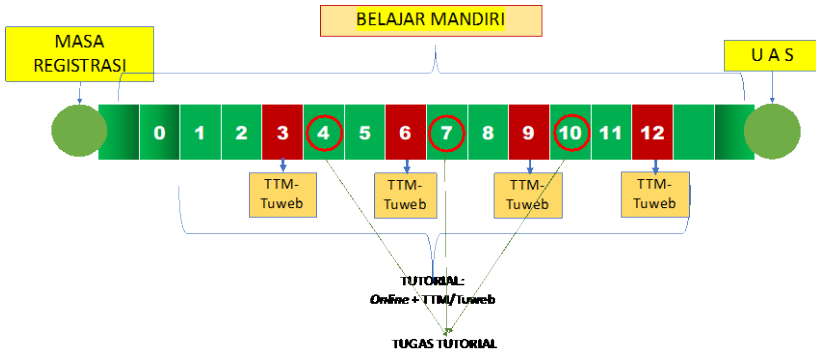 BELAJAR MANDIRI
MASA
REGISTRASI
U A S
0 1 2 3 4 5 6 7 8 9 10 11 12
TTM-
Tuweb
TTM-
Tuweb
TTM-
Tuweb
TTM-
Tuweb
TUTORIAL:
Online + TTM/Tuweb
TUGAS TUTORIAL